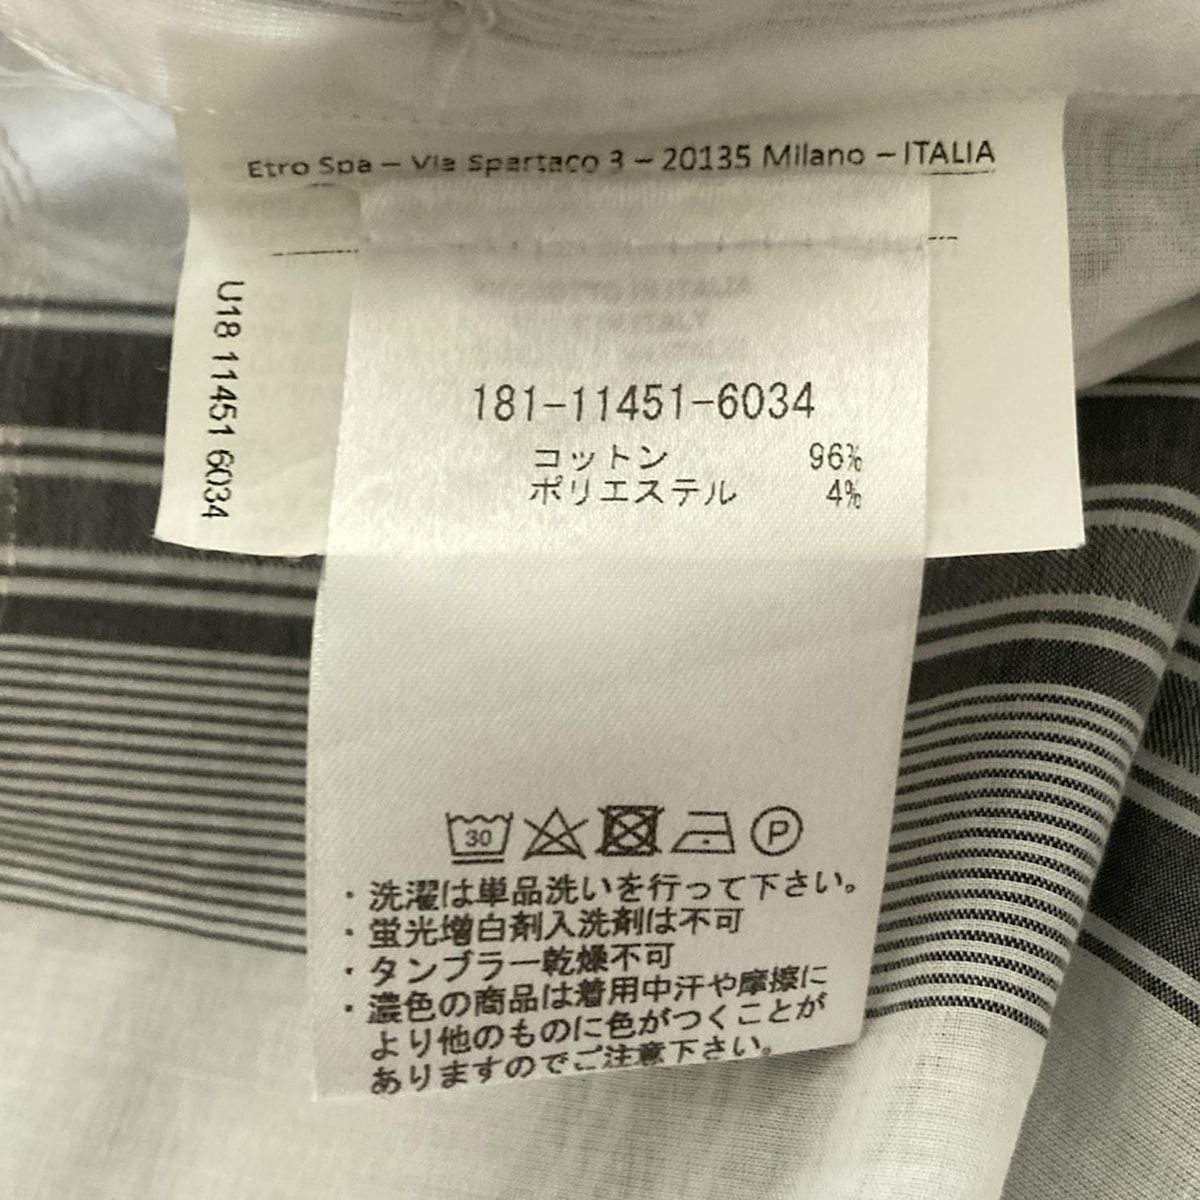 Etro Spa – Via Spartaco 3 – 20135 Milano – ITALIA
U18 11451 6034
181-11451-6034
コットン 96%
ポリエステル 4%
30
P
・洗濯は単品洗いを行って下さい。
・蛍光増白剤入洗剤は不可
・タンブラー乾燥不可
・濃色の商品は着用中汗や摩擦に
より他のものに色がつくことが
ありますのでご注意下さい。